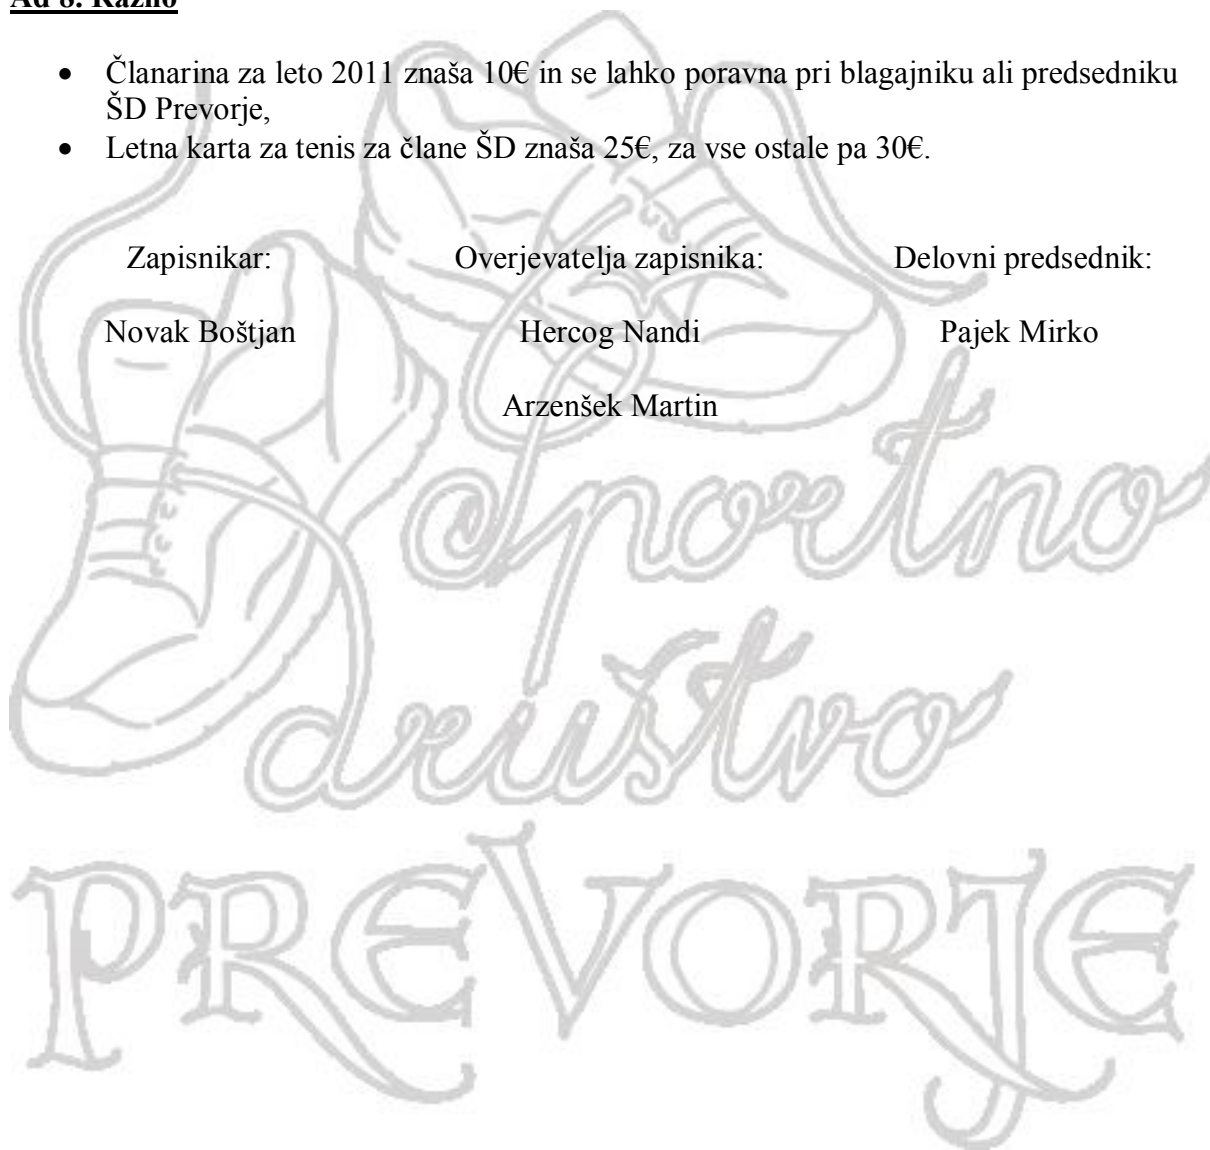 Ad 8: Razno
• Članarina za leto 2011 znaša 10€ in se lahko poravna pri blagajniku ali predsedniku
ŠD Prevorje,
• Letna karta za tenis za člane ŠD znaša 25€, za vse ostale pa 30€.
Zapisnikar: Overjevatelja zapisnika: Delovni predsednik:
Novak Boštjan Hercog Nandi Pajek Mirko
Arzenšek Martin
športno
društvo
PREVORJE